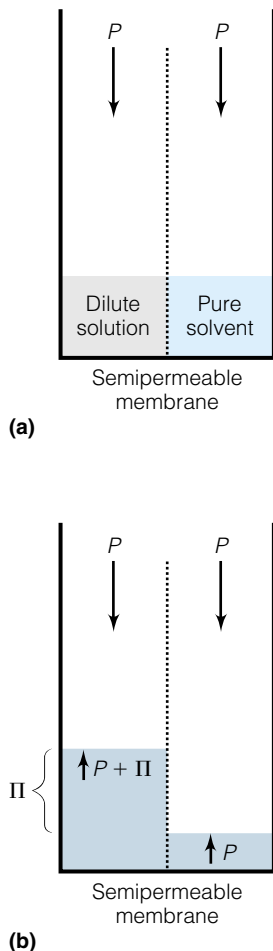 P P
Dilute solution
Pure solvent
Semipermeable
membrane
(a)
P P
P + Π
Π
P
Semipermeable
membrane
(b)